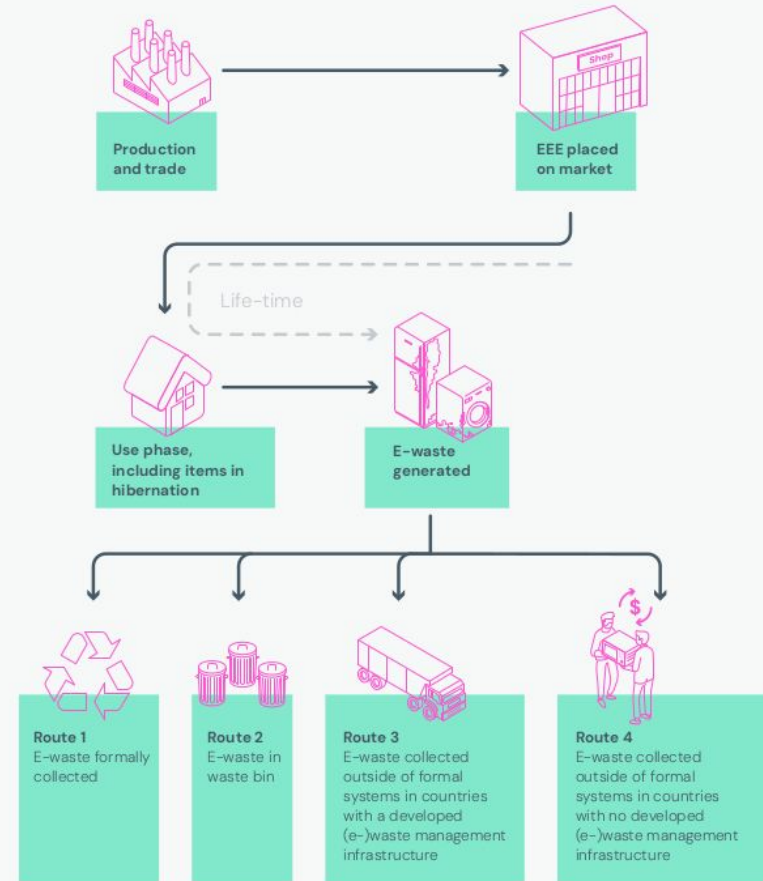 Shop
Production
and trade
EEE placed
on market
Life-time
Use phase,
including items in
hibernation
E-waste
generated
$
Route 1
E-waste formally
collected
Route 2
E-waste in
waste bin
Route 3
E-waste collected
outside of formal
systems in countries
with a developed
(e-)waste management
infrastructure
Route 4
E-waste collected
outside of formal
systems in countries
with no developed
(e-)waste management
infrastructure